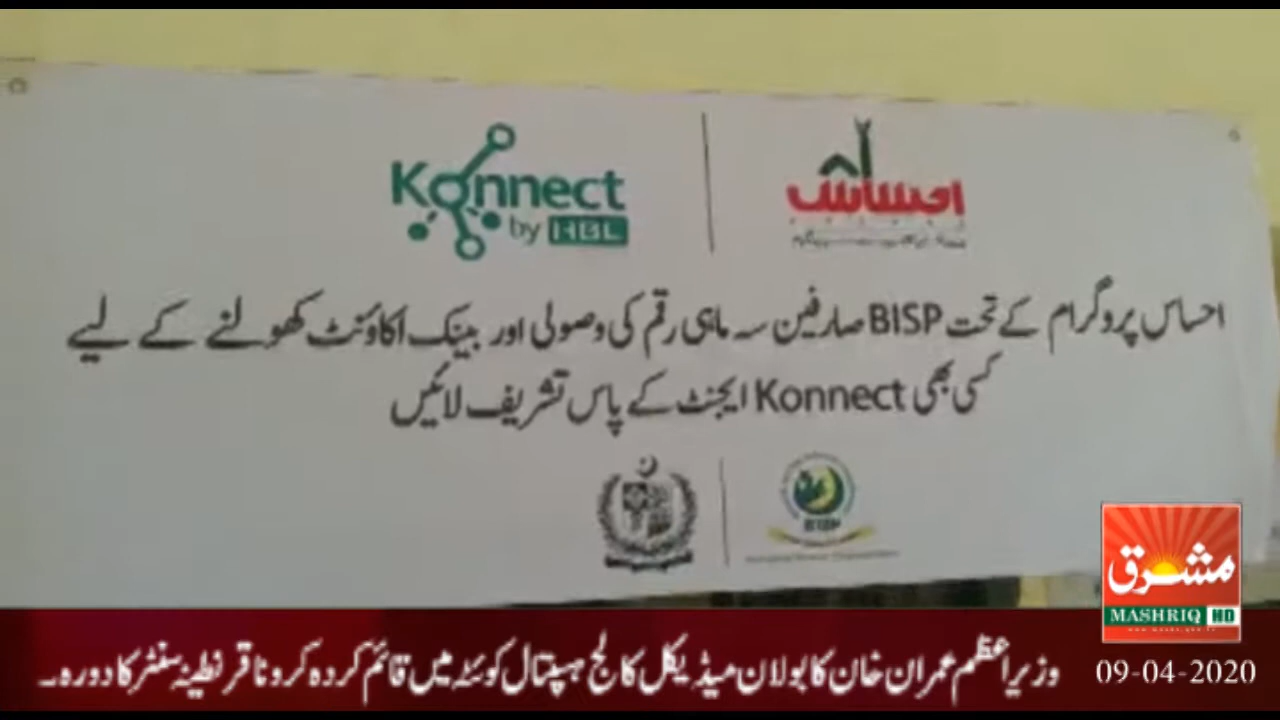 Konnect
by HBL
احساس
احساس پروگرام کے تحت BISP صارفین سہ ماہی رقم کی وصولی اور بینک اکاؤنٹ کھولنے کے لیے
کسی بھی Konnect ایجنٹ کے پاس تشریف لائیں
BISP
مشرق
MASHRIQ HD
وزیراعظم عمران خان کا بولان میڈیکل کالج ہسپتال کوئٹہ میں قائم کردہ کرونا قرنطینہ سنٹر کا دورہ۔
09-04-2020